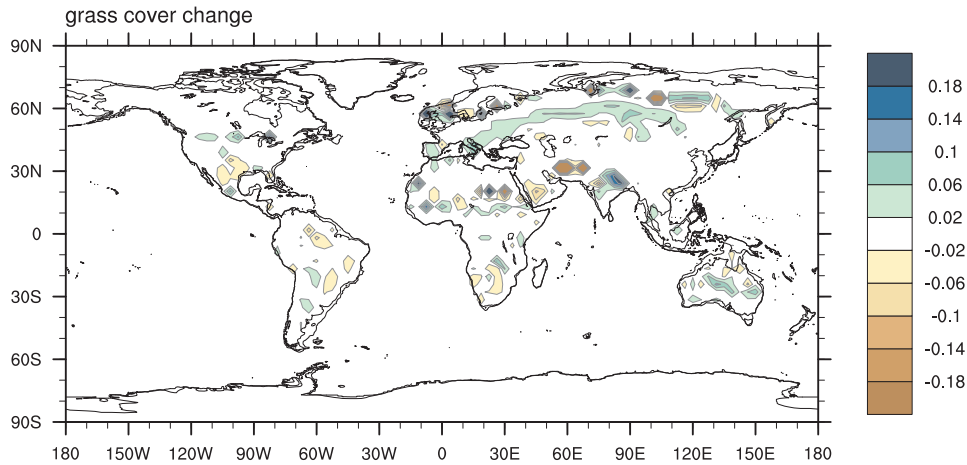 grass cover change
90N
60N
30N
0
30S
60S
90S
180 150W 120W 90W 60W 30W 0 30E 60E 90E 120E 150E 180
0.18
0.14
0.1
0.06
0.02
-0.02
-0.06
-0.1
-0.14
-0.18